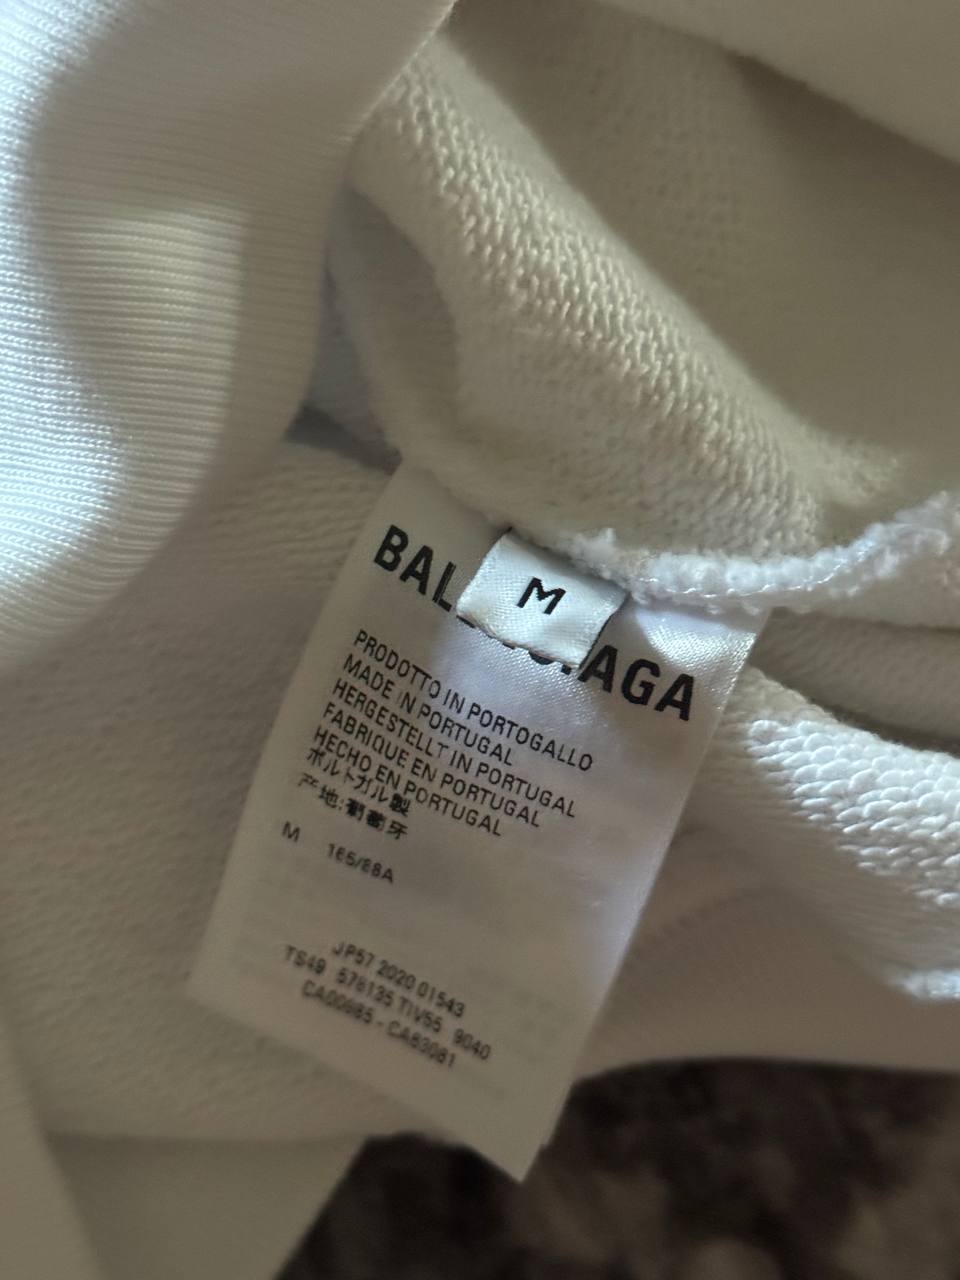 M
PRODOTTO IN PORTOGALLO
MADE IN PORTUGAL
HERGESTELLT IN PORTUGAL
FABRIQUE EN PORTUGAL
HECHO EN PORTUGAL
ポルトガル製
产地:葡萄牙
M 165/88A
JP57 2020 01543
TS49 578135 TIV55 9040
CA00985 - CA83081